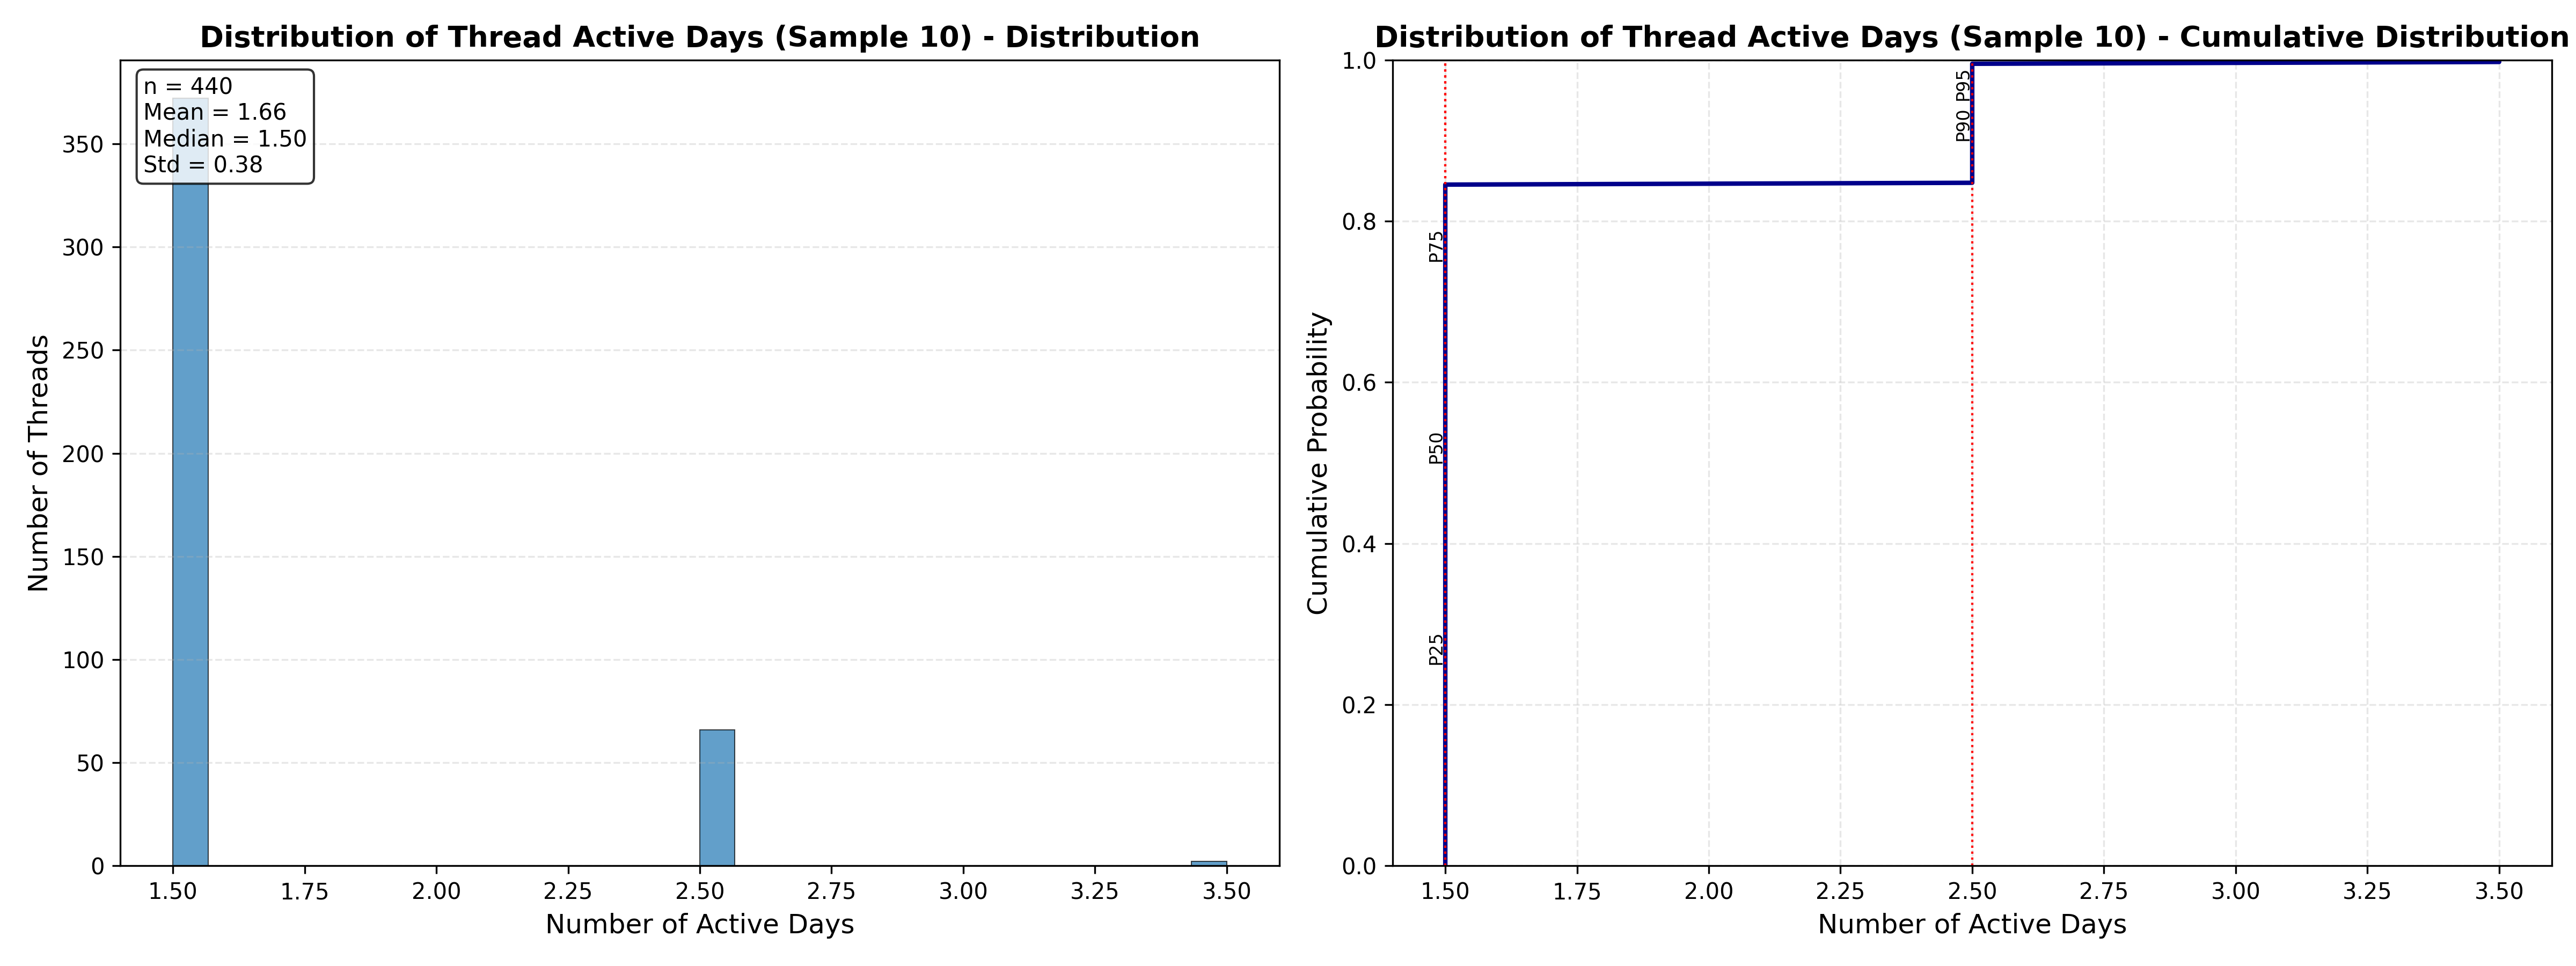 Distribution of Thread Active Days (Sample 10) - Distribution
n = 440
Mean = 1.66
Median = 1.50
Std = 0.38
Number of Threads
350
300
250
200
150
100
50
0
1.50 1.75 2.00 2.25 2.50 2.75 3.00 3.25 3.50
Number of Active Days
Distribution of Thread Active Days (Sample 10) - Cumulative Distribution
Cumulative Probability
1.0
0.8
0.6
0.4
0.2
0.0
P95
P90
P75
P50
P25
1.50 1.75 2.00 2.25 2.50 2.75 3.00 3.25 3.50
Number of Active Days